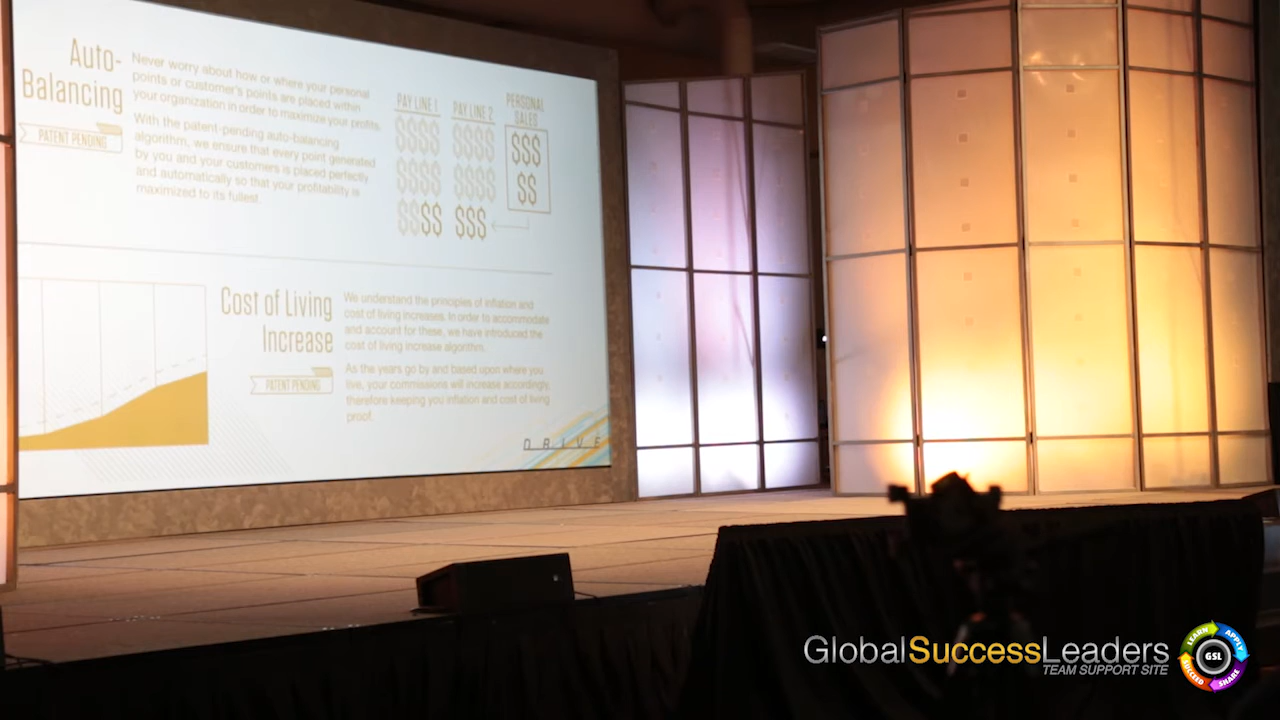 Auto-
Balancing
PATENT PENDING
Never worry about how or where your personal
points or customer's points are placed within
your organization in order to maximize your profits.
With the patent-pending auto-balancing
algorithm, we ensure that every point generated
by you and your customers is placed perfectly
and automatically so that your profitability is
maximized to its fullest.
PAY LINE 1
PAY LINE 2
PERSONAL
SALES
$$$$ $$$$ $$$
$$$$ $$$$ $$
$$$$ $$$
Cost of Living
Increase
PATENT PENDING
We understand the principles of inflation and
cost of living increases. In order to accommodate
and account for these, we have introduced the
cost of living increase algorithm.
As the years go by and based upon where you
live, your commissions will increase accordingly,
therefore keeping you inflation and cost of living
proof.
DRIVE
GlobalSuccessLeaders
TEAM SUPPORT SITE
LEARN
APPLY
SHARE
SUCCEED
GSL